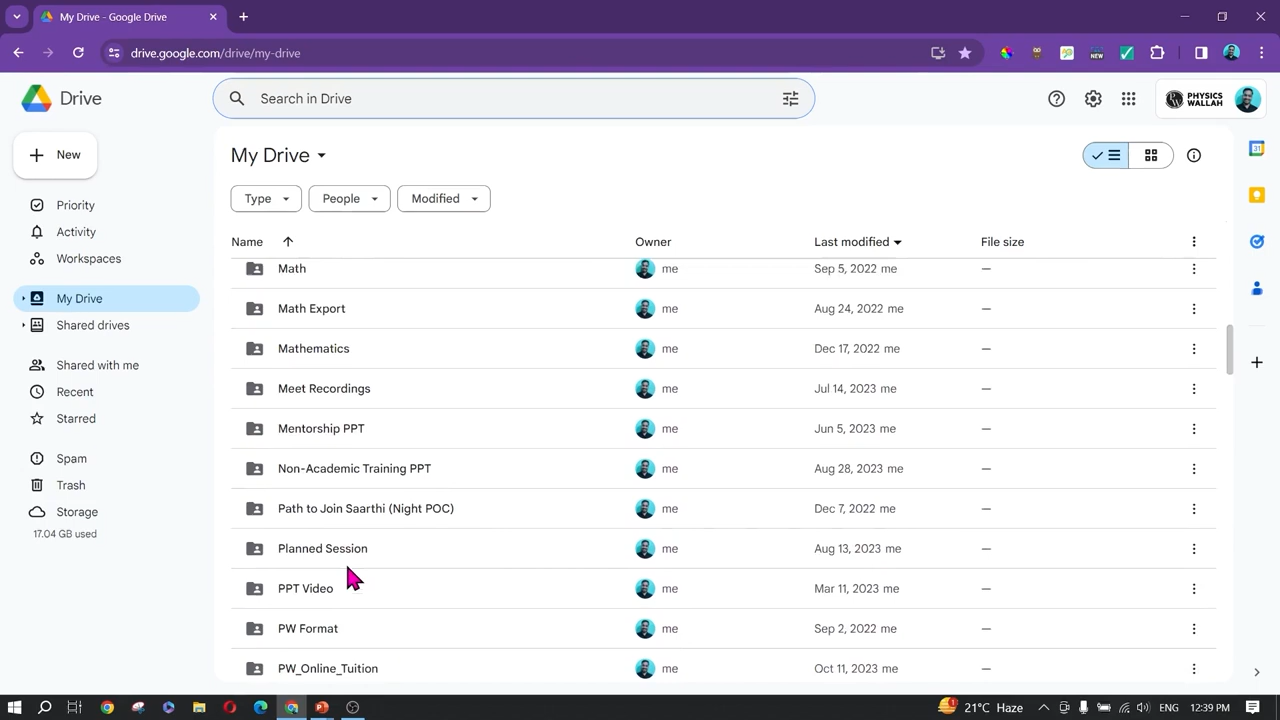 My Drive - Google Drive
drive.google.com/drive/my-drive
NEW
Drive
Search in Drive
PHYSICS
WALLAH
New
My Drive
31
Priority
Type
People
Modified
Activity
Workspaces
Name
Owner
Last modified
File size
Math
me
Sep 5, 2022 me
—
My Drive
Math Export
me
Aug 24, 2022 me
—
Shared drives
Mathematics
me
Dec 17, 2022 me
—
Shared with me
Meet Recordings
me
Jul 14, 2023 me
—
Recent
Starred
Mentorship PPT
me
Jun 5, 2023 me
—
Spam
Non-Academic Training PPT
me
Aug 28, 2023 me
—
Trash
Storage
Path to Join Saarthi (Night POC)
me
Dec 7, 2022 me
—
17.04 GB used
Planned Session
me
Aug 13, 2023 me
—
PPT Video
me
Mar 11, 2023 me
—
PW Format
me
Sep 2, 2022 me
—
PW_Online_Tuition
me
Oct 11, 2023 me
—
1
21°C Haze
ENG
12:39 PM